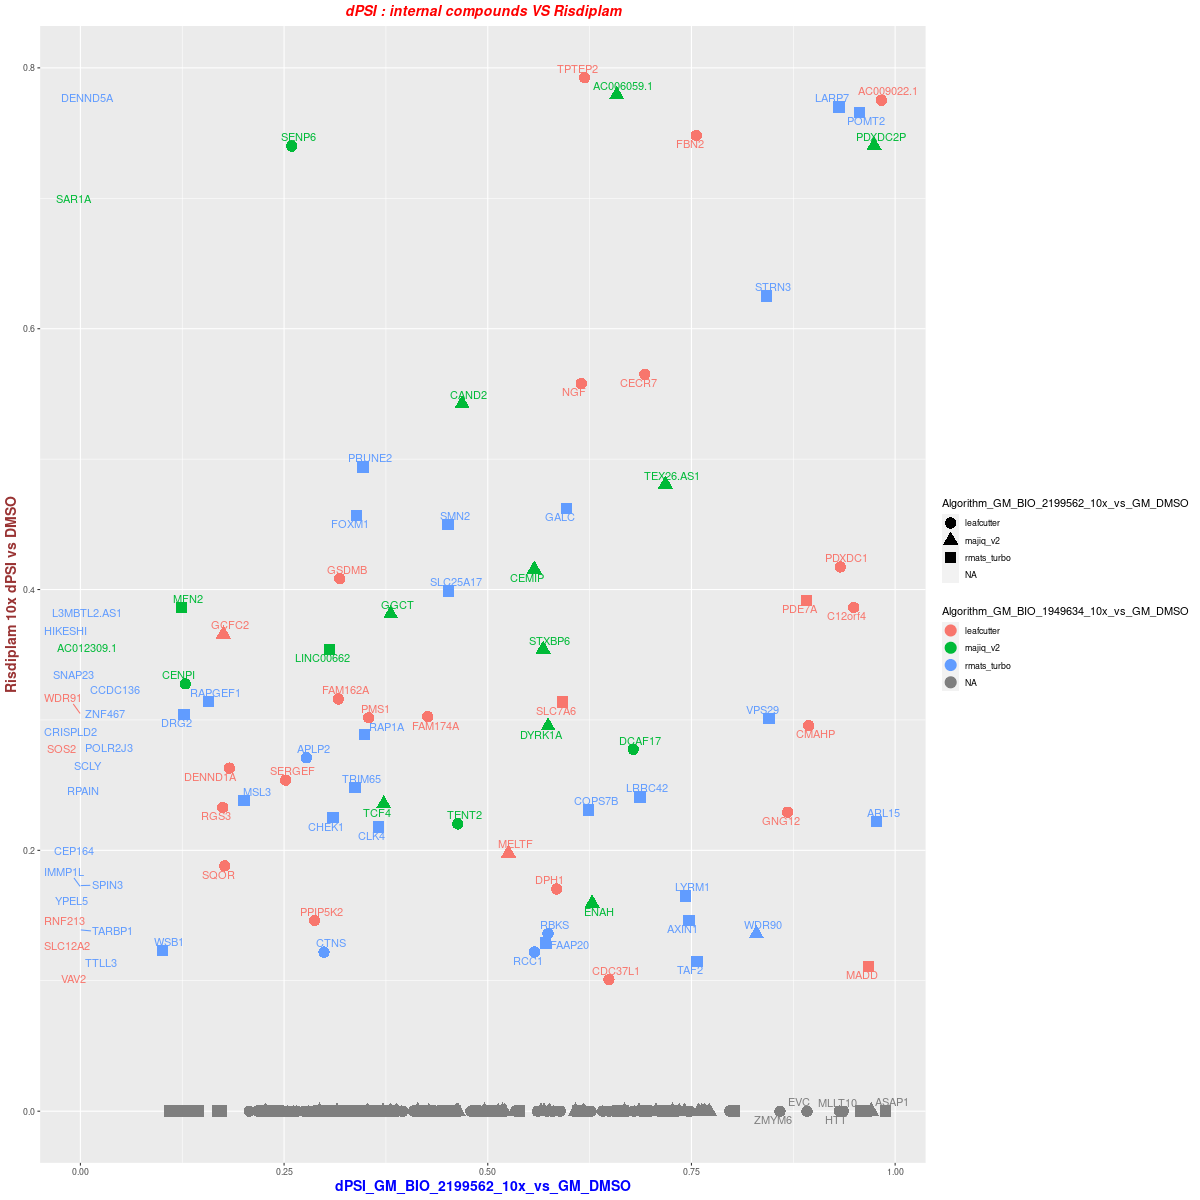 dPSI : internal compounds VS Risdiplam
Risdiplam 10x dPSI vs DMSO
0.8
0.6
0.4
0.2
0.0
TPTEP2
AC006059.1
DENND5A
LARP7
AC009022.1
POMT2
SENP6
FBN2
PDXDC2P
SAR1A
STRN3
NGF
CECR7
CAND2
PRUNE2
TEX26.AS1
FOXM1
SMN2
GALC
GSDMB
SLC25A17
CEMIP
PDXDC1
MFN2
GGCT
PDE7A
C12orf4
L3MBTL2.AS1
HIKESHI
GCFC2
AC012309.1
LINC00662
STXBP6
SNAP23
CENPI
CCDC136
RAPGEF1
FAM162A
WDR91
ZNF467
DRG2
PMS1
FAM174A
SLC7A6
VPS29
CRISPLD2
RAP1A
DYRK1A
DCAF17
CMAHP
SOS2
POLR2J3
APLP2
SCLY
DENND1A
SERGEF
TRIM65
RPAIN
MSL3
LRRC42
COPS7B
RGS3
CHEK1
TCF4
CLK4
TENT2
GNG12
ARL15
CEP164
MELTF
IMMP1L
SPIN3
SQOR
DPH1
LYRM1
YPEL5
PPIP5K2
ENAH
RNF213
TARBP1
RBKS
AXIN1
WDR90
SLC12A2
WSB1
CTNS
FAAP20
TTLL3
RCC1
CDC37L1
TAF2
MADD
VAV2
EVC
MLLT10
ASAP1
ZMYM6
HTT
0.00
0.25
0.50
0.75
1.00
dPSI_GM_BIO_2199562_10x_vs_GM_DMSO
Algorithm_GM_BIO_2199562_10x_vs_GM_DMSO
leafcutter
majiq_v2
rmats_turbo
NA
Algorithm_GM_BIO_1949634_10x_vs_GM_DMSO
leafcutter
majiq_v2
rmats_turbo
NA